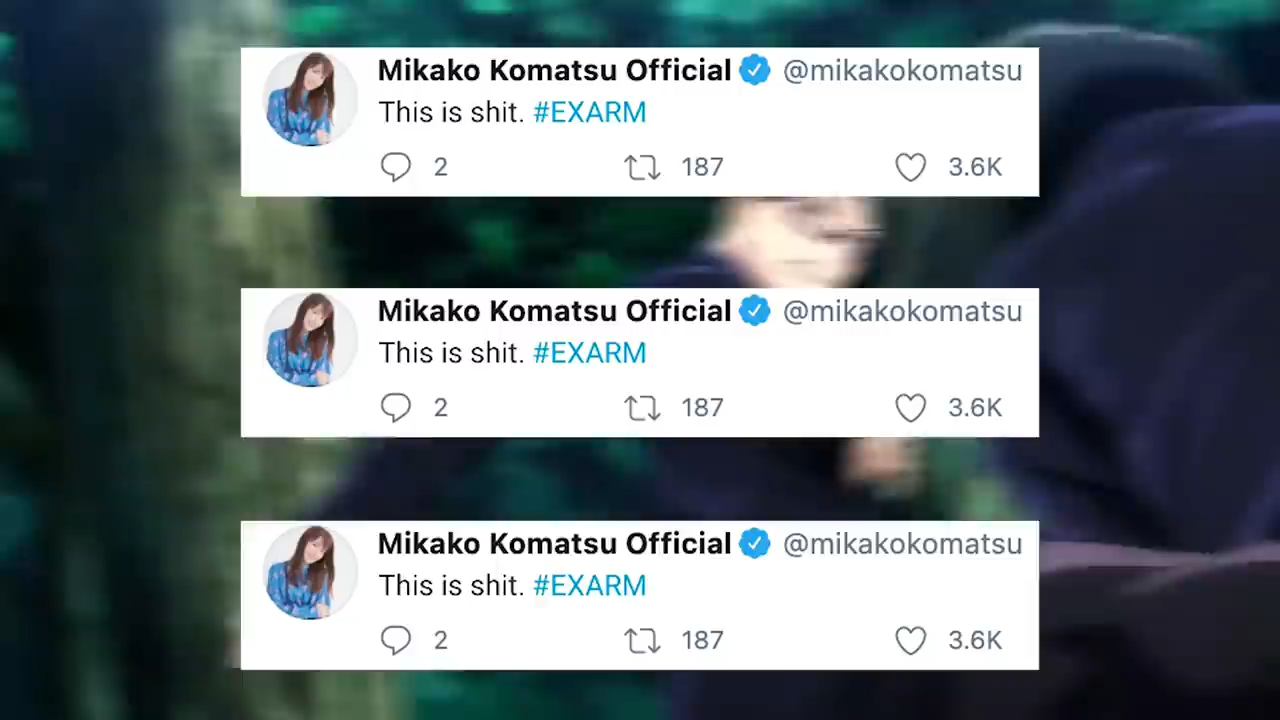 Mikako Komatsu Official @mikakokomatsu
This is shit. #EXARM
2 187 3.6K
Mikako Komatsu Official @mikakokomatsu
This is shit. #EXARM
2 187 3.6K
Mikako Komatsu Official @mikakokomatsu
This is shit. #EXARM
2 187 3.6K